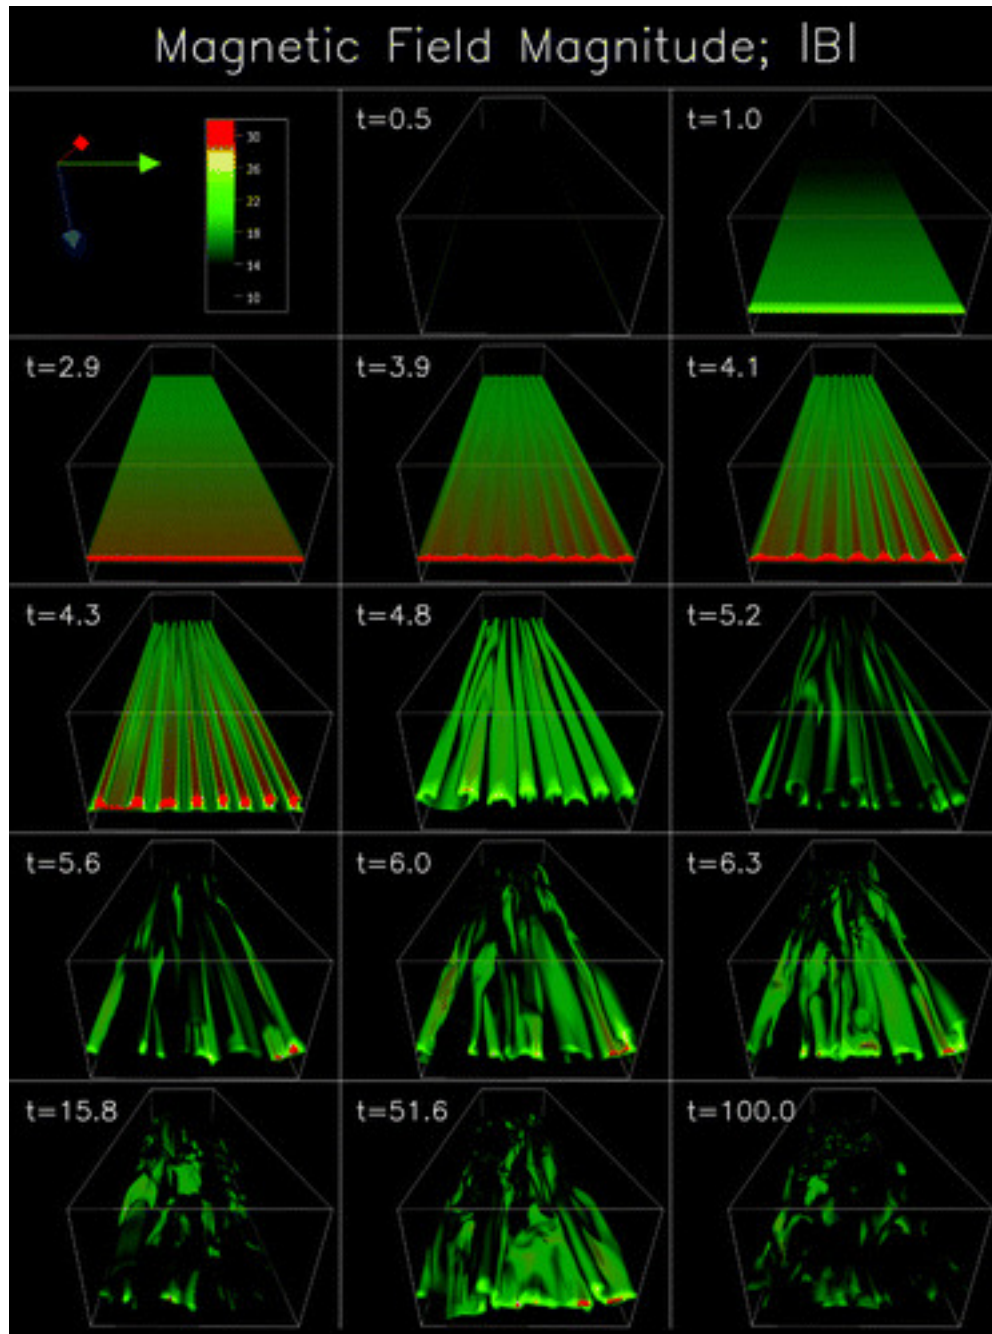 Magnetic Field Magnitude; |B|
30
26
22
18
14
10
t=0.5
t=1.0
t=2.9
t=3.9
t=4.1
t=4.3
t=4.8
t=5.2
t=5.6
t=6.0
t=6.3
t=15.8
t=51.6
t=100.0